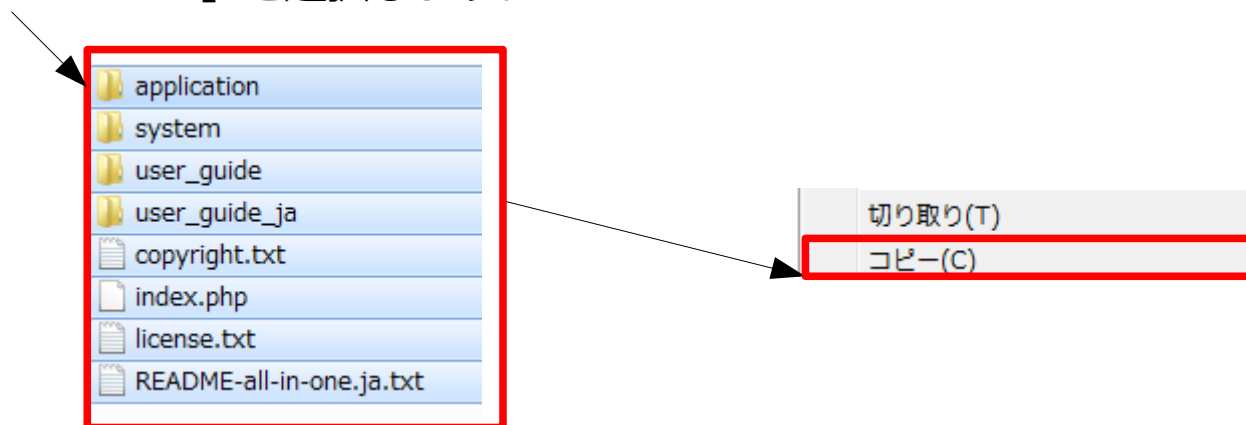 application
system
user_guide
user_guide_ja
copyright.txt
index.php
license.txt
README-all-in-one.ja.txt
切り取り(T)
コピー(C)